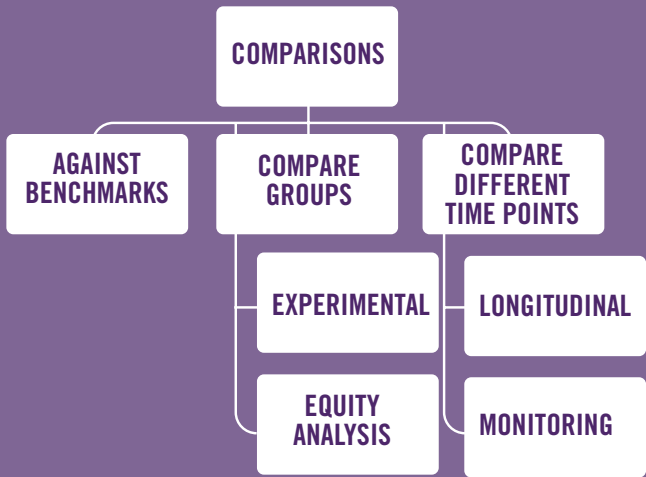 COMPARISONS
AGAINST
BENCHMARKS
COMPARE
GROUPS
COMPARE
DIFFERENT
TIME POINTS
EXPERIMENTAL
LONGITUDINAL
EQUITY
ANALYSIS
MONITORING